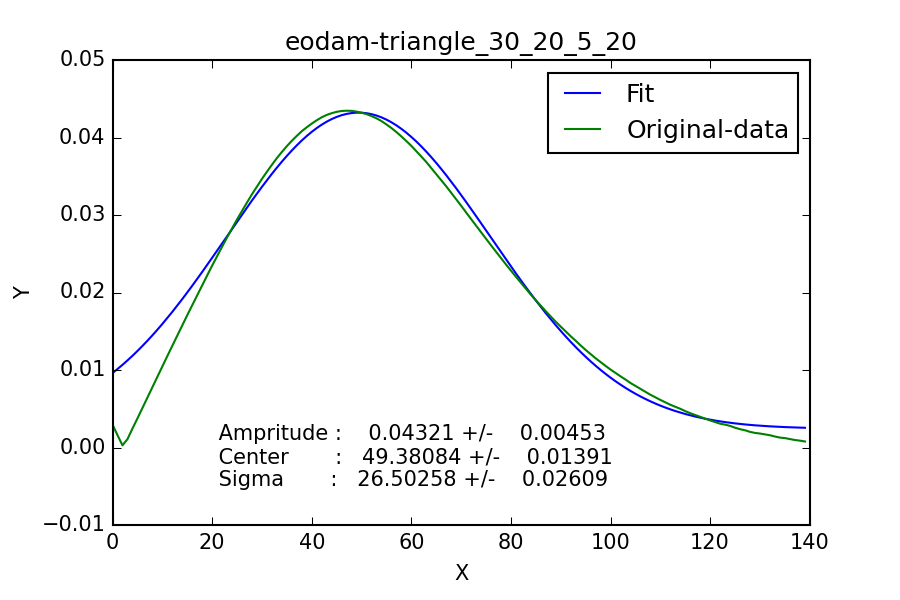 eodam-triangle_30_20_5_20
0.05
0.04
0.03
0.02
0.01
0.00
−0.01
Y
Fit
Original-data
Ampritude : 0.04321 +/- 0.00453
Center : 49.38084 +/- 0.01391
Sigma : 26.50258 +/- 0.02609
0 20 40 60 80 100 120 140
X